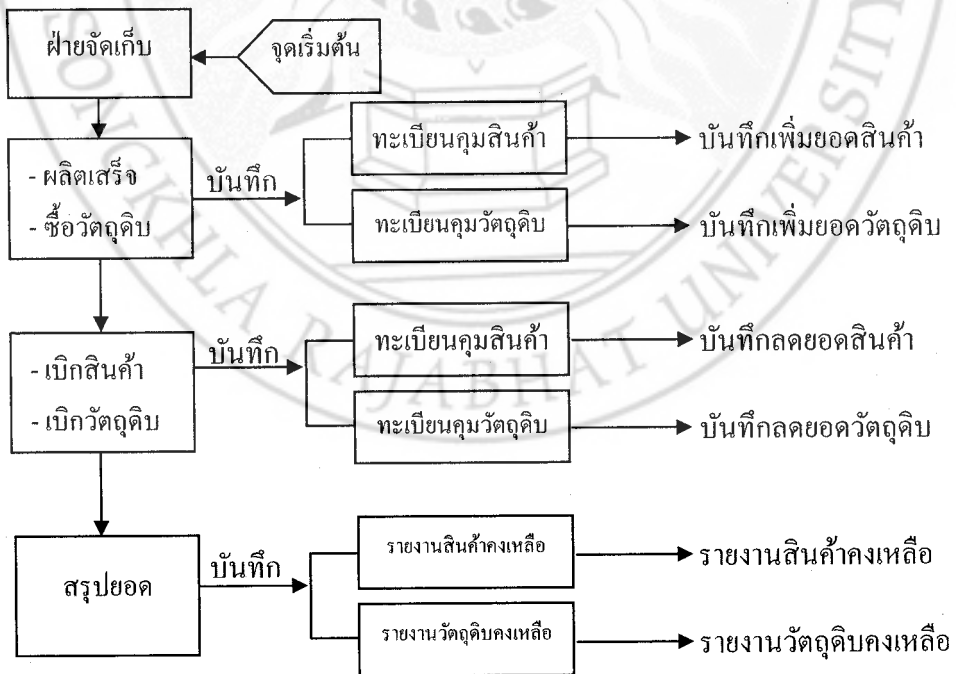 ฝ่ายจัดเก็บ
จุดเริ่มต้น
- ผลิตเสร็จ
- ซื้อวัตถุดิบ
บันทึก
ทะเบียนคุมสินค้า
บันทึกเพิ่มยอดสินค้า
ทะเบียนคุมวัตถุดิบ
บันทึกเพิ่มยอดวัตถุดิบ
- เบิกสินค้า
- เบิกวัตถุดิบ
บันทึก
ทะเบียนคุมสินค้า
บันทึกลดยอดสินค้า
ทะเบียนคุมวัตถุดิบ
บันทึกลดยอดวัตถุดิบ
สรุปยอด
บันทึก
รายงานสินค้าคงเหลือ
รายงานสินค้าคงเหลือ
รายงานวัตถุดิบคงเหลือ
รายงานวัตถุดิบคงเหลือ
SONGKHLA RAJABHAT UNIVERSITY